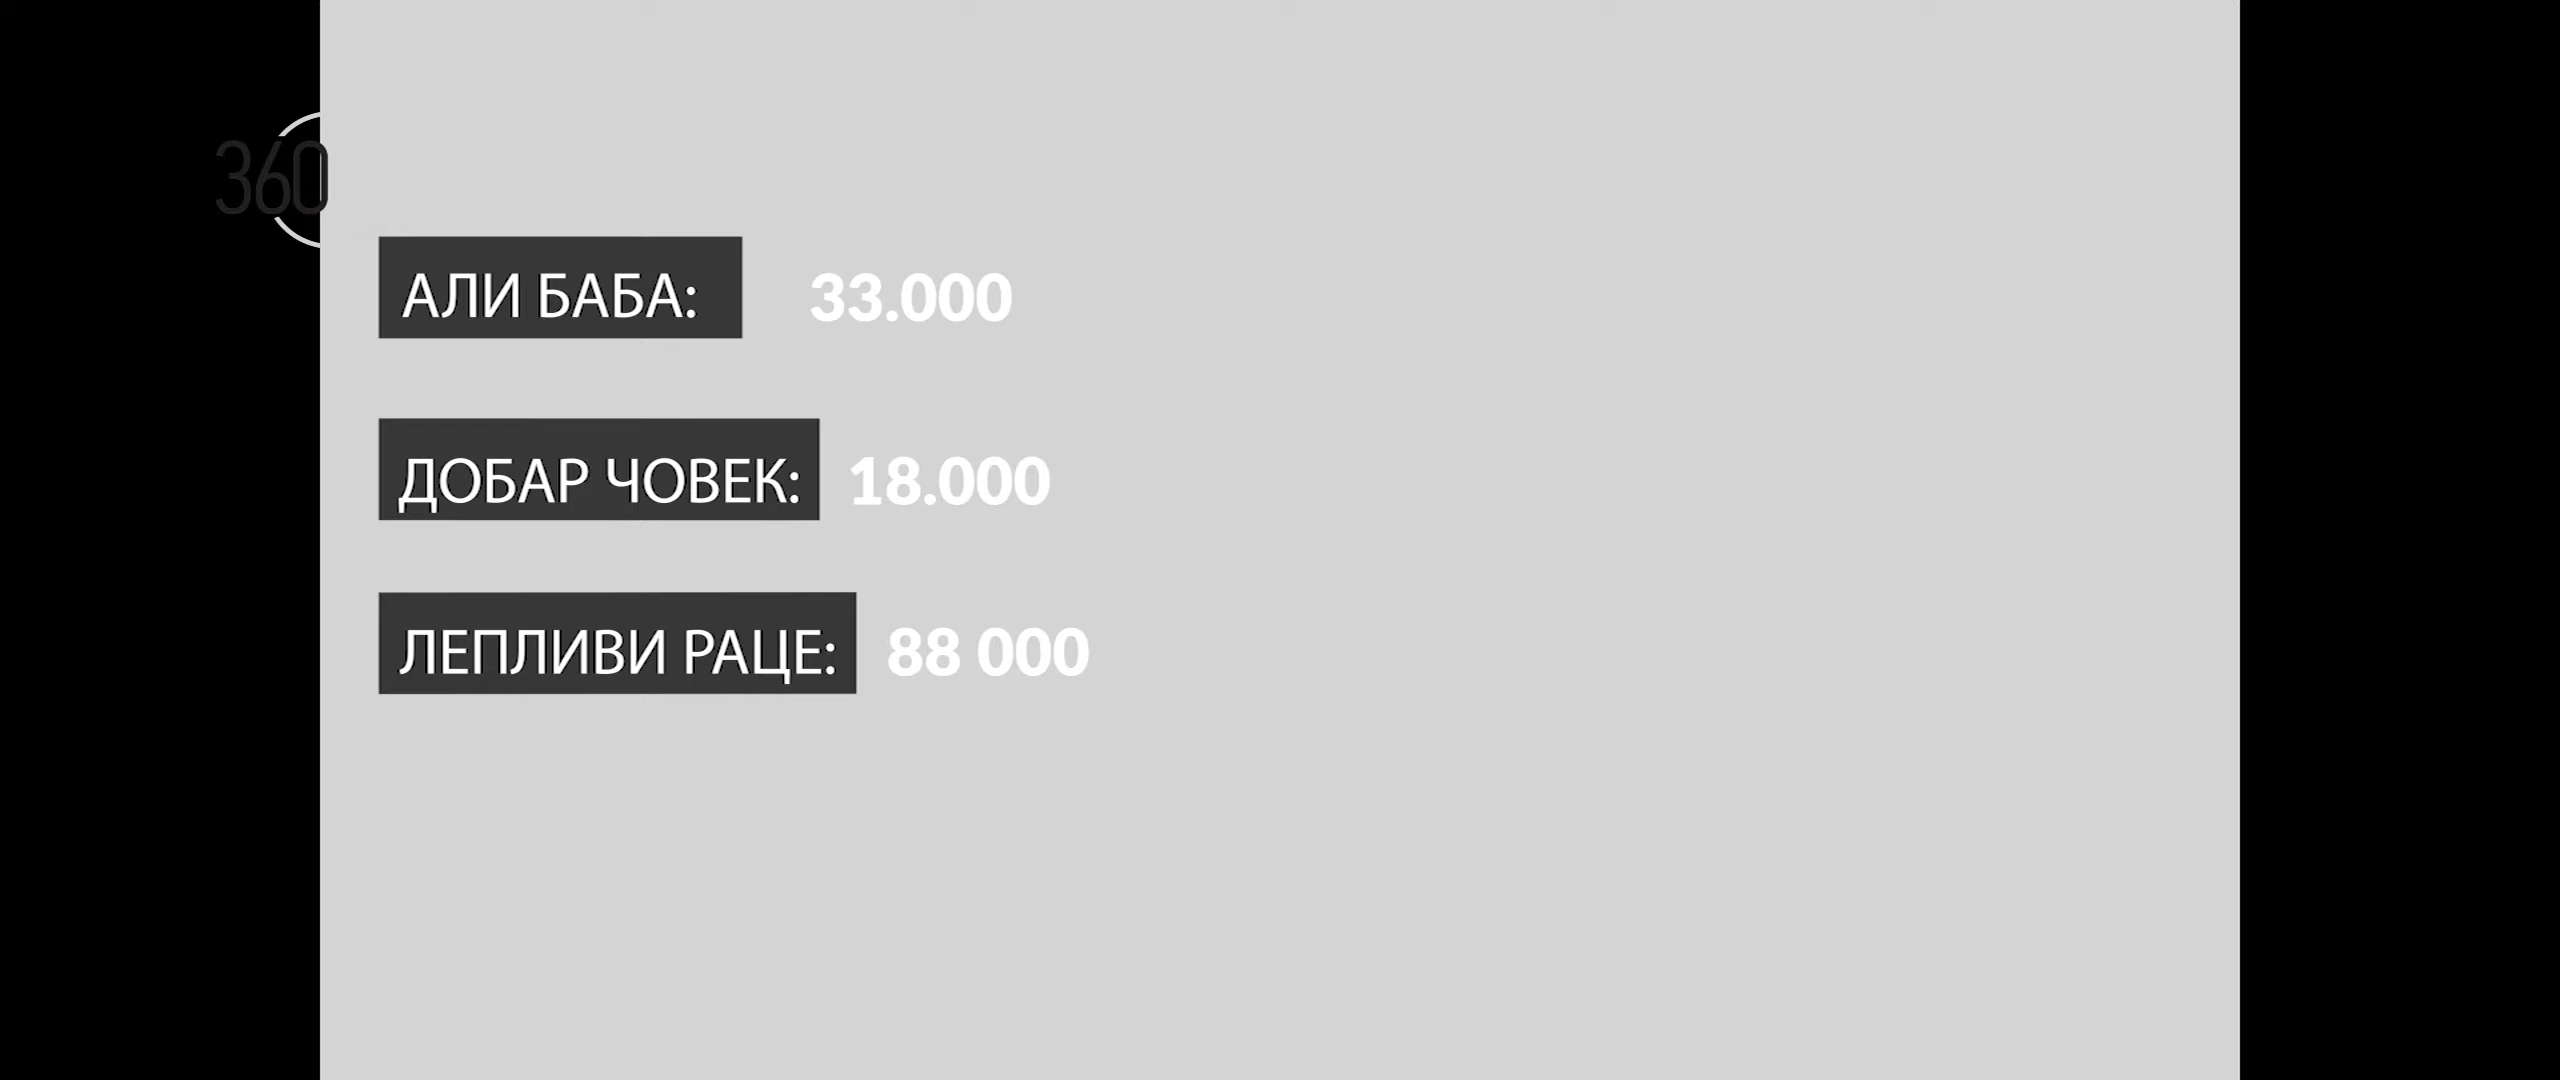 360
АЛИ БАБА: 33.000
ДОБАР ЧОВЕК: 18.000
ЛЕПЛИВИ РАЦЕ: 88 000